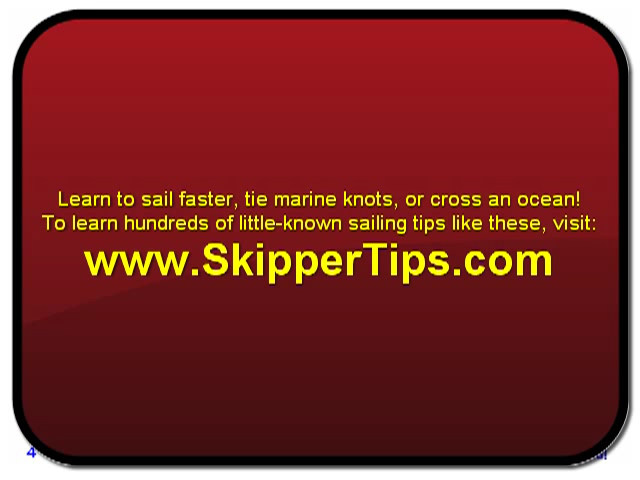 Learn to sail faster, tie marine knots, or cross an ocean!
To learn hundreds of little-known sailing tips like these, visit:
www.SkipperTips.com
4